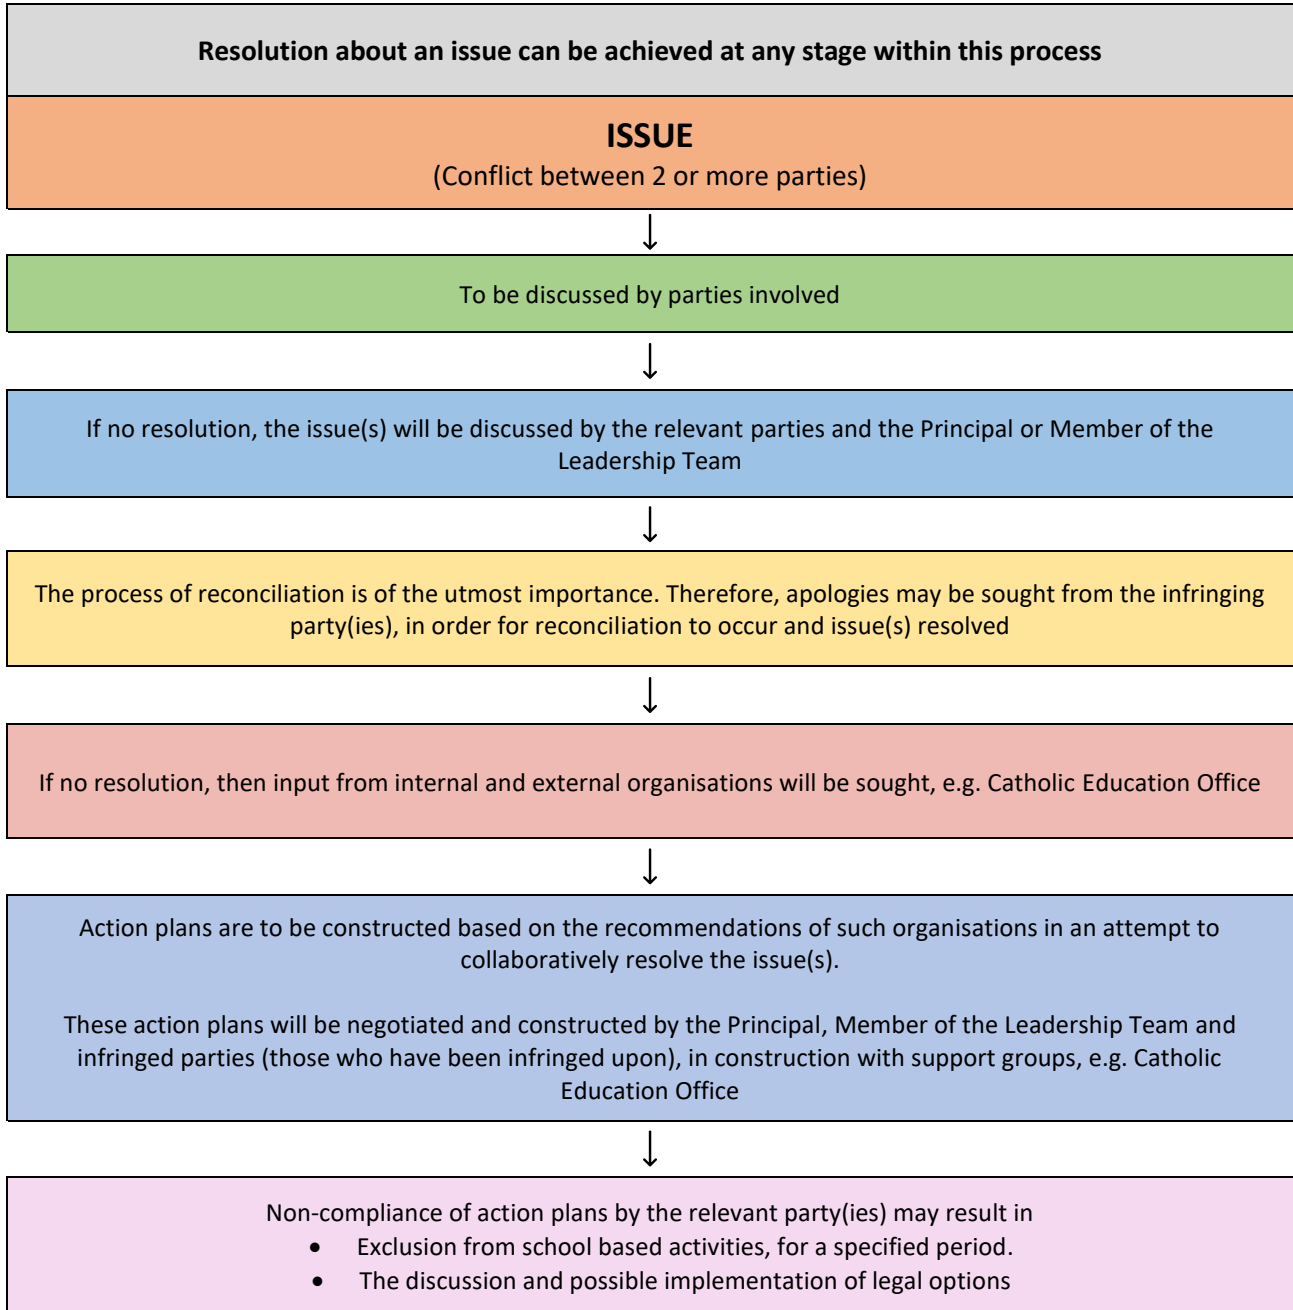 Resolution about an issue can be achieved at any stage within this process
ISSUE
(Conflict between 2 or more parties)
To be discussed by parties involved
If no resolution, the issue(s) will be discussed by the relevant parties and the Principal or Member of the
Leadership Team
The process of reconciliation is of the utmost importance. Therefore, apologies may be sought from the infringing
party(ies), in order for reconciliation to occur and issue(s) resolved
If no resolution, then input from internal and external organisations will be sought, e.g. Catholic Education Office
Action plans are to be constructed based on the recommendations of such organisations in an attempt to
collaboratively resolve the issue(s).
These action plans will be negotiated and constructed by the Principal, Member of the Leadership Team and
infringed parties (those who have been infringed upon), in construction with support groups, e.g. Catholic
Education Office
Non-compliance of action plans by the relevant party(ies) may result in
• Exclusion from school based activities, for a specified period.
• The discussion and possible implementation of legal options